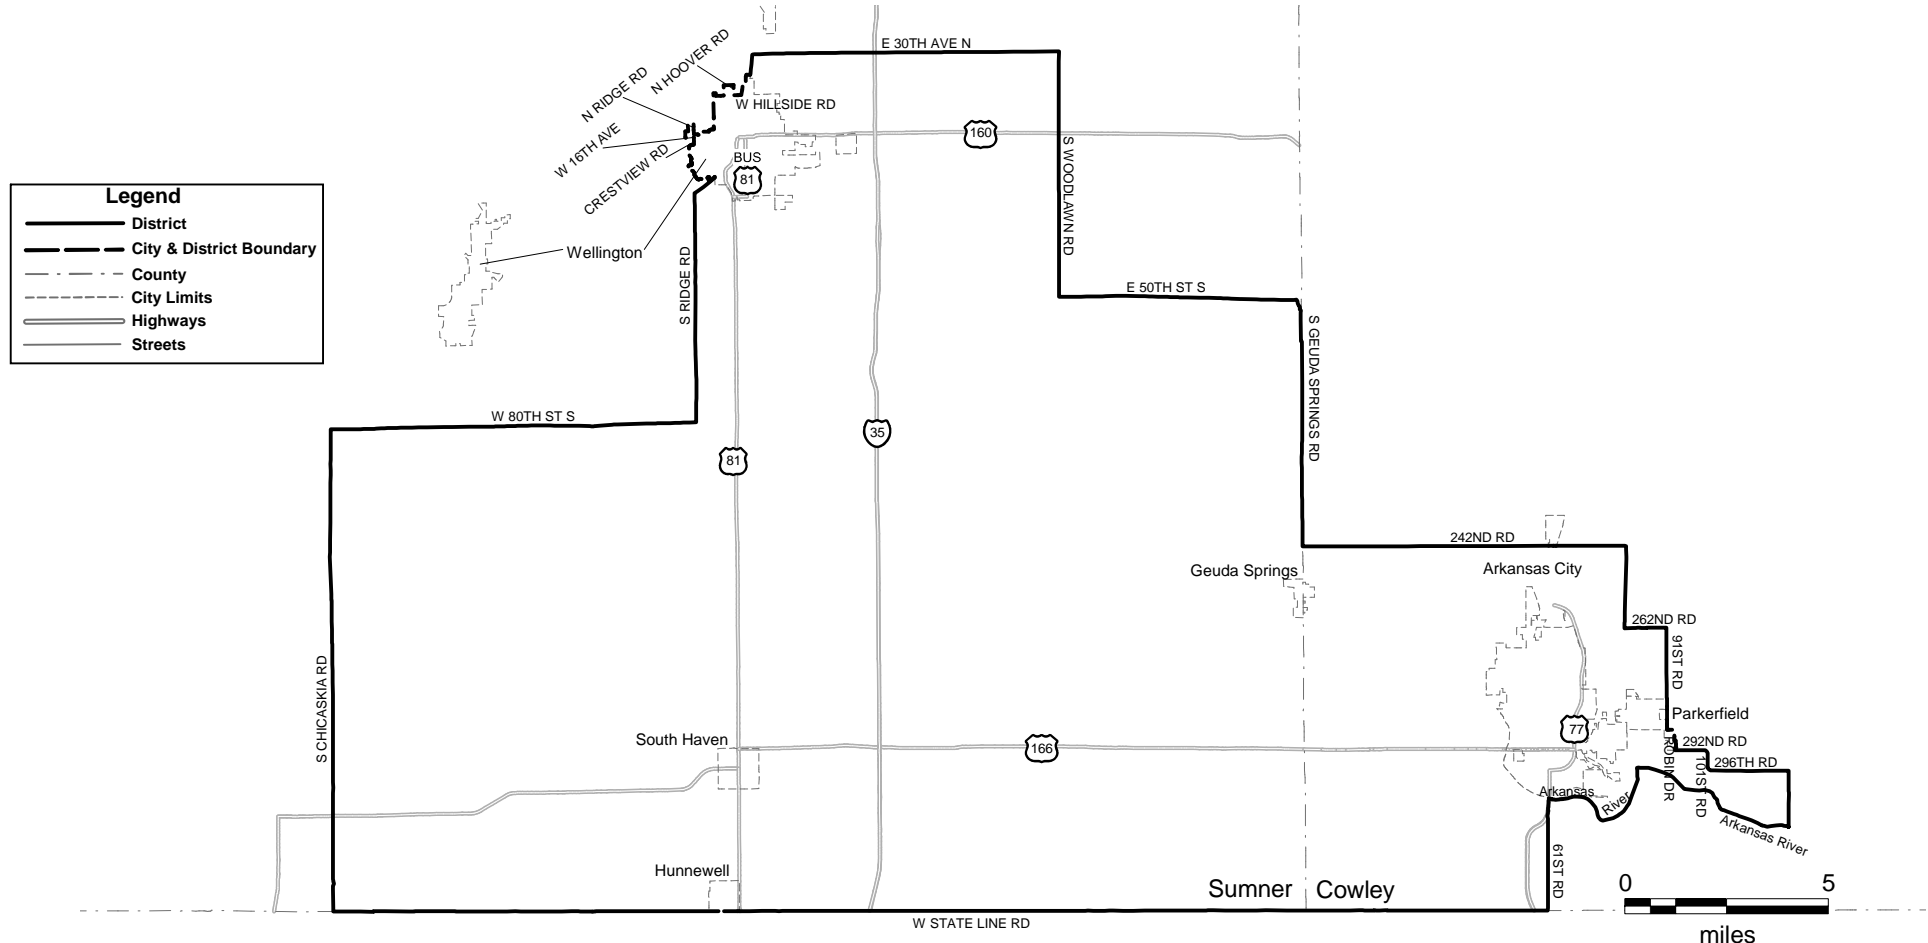 E 30TH AVE N
N HOOVER RD
N RIDGE RD
W HILLSIDE RD
W 16TH AVE
CRESTVIEW RD
160
BUS
81
S WOODLAWN RD
Legend
District
City & District Boundary
County
City Limits
Highways
Streets
Wellington
S RIDGE RD
E 50TH ST S
S GEUDA SPRINGS RD
W 80TH ST S
35
81
242ND RD
Geuda Springs
Arkansas City
262ND RD
91ST RD
S CHICASKIA RD
Parkerfield
77
South Haven
166
292ND RD
ROBIN DR
101ST RD
296TH RD
Arkansas River
Arkansas River
61ST RD
Hunnewell
Sumner
Cowley
0 5
miles
W STATE LINE RD